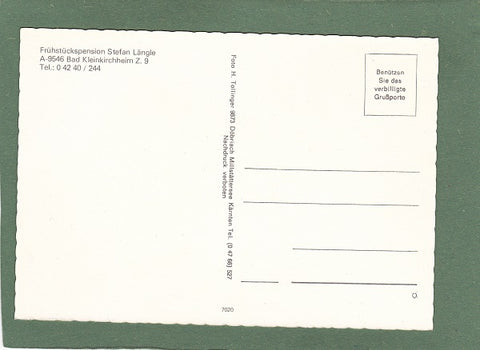 Frühstückspension Stefan Längle
A-9546 Bad Kleinkirchheim Z. 9
Tel.: 0 42 40 / 244
Foto H. Tollinger 9873 Döbriach Millstättersee Kärnten Tel. (0 47 66) 527
Nachdruck verboten
Benützen
Sie das
verbilligte
Grußporto
7020